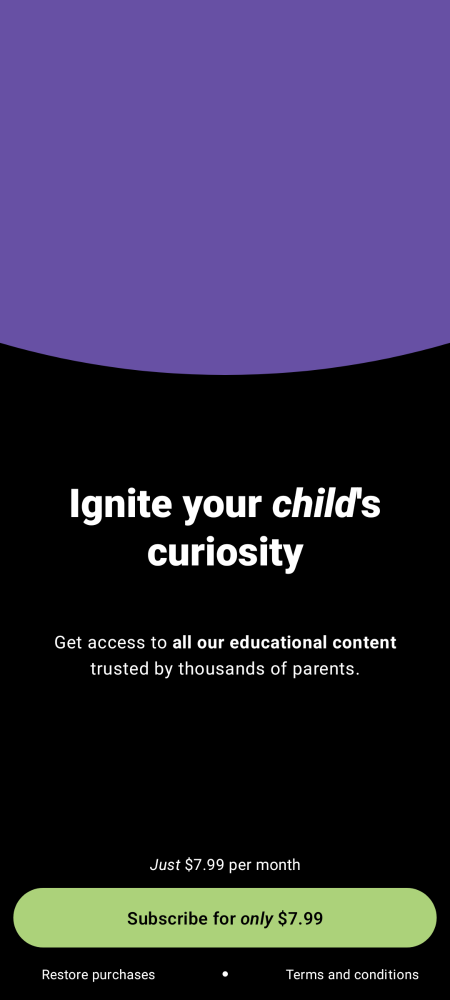 Ignite your child's
curiosity
Get access to all our educational content
trusted by thousands of parents.
Just $7.99 per month
Subscribe for only $7.99
Restore purchases • Terms and conditions